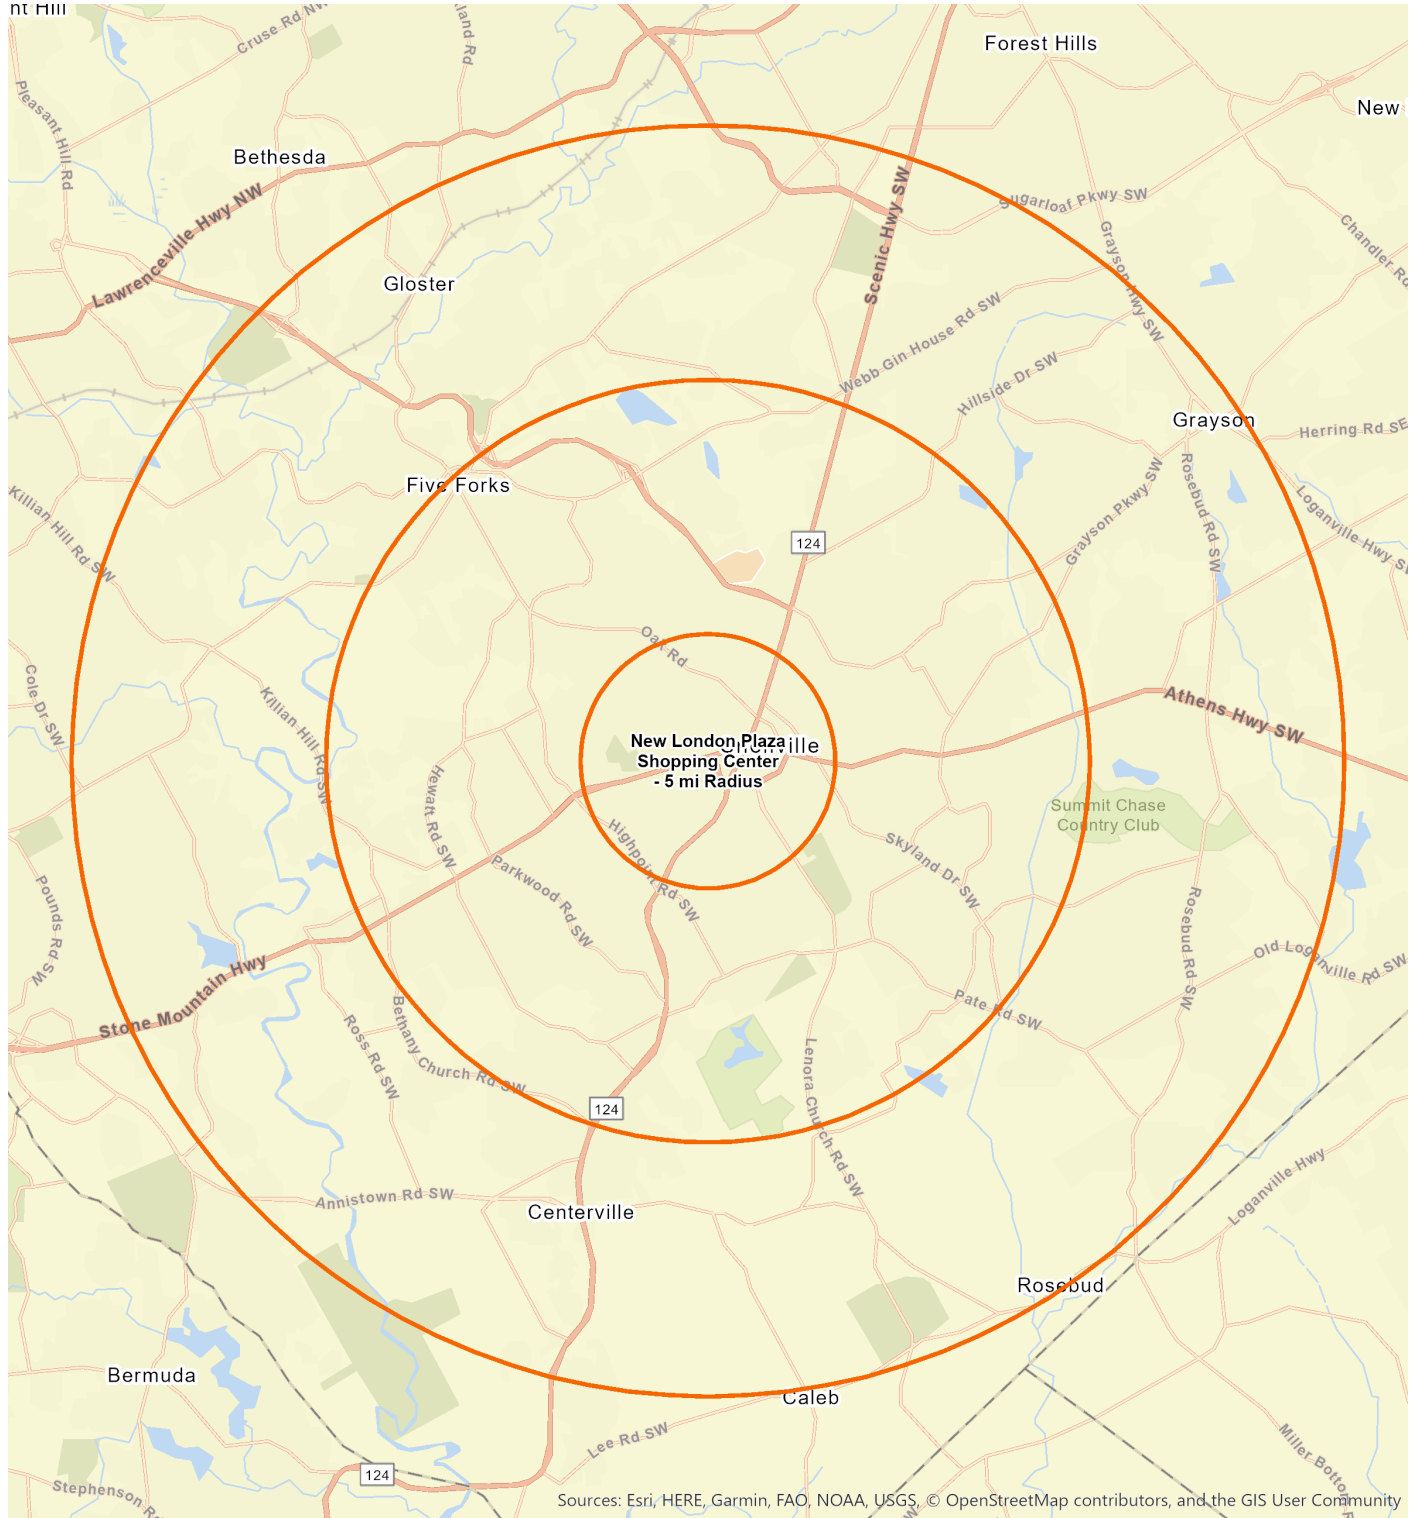 nt Hill
Cruse Rd NW
land Rd
Forest Hills
New
Pleasant Hill Rd
Bethesda
Lawrenceville Hwy NW
Scenic Hwy SW
Sugarloaf Pkwy SW
Grayson Hwy SW
Chandler Rd
Gloster
Webb Gin House Rd SW
Hillside Dr SW
Grayson
Herring Rd SE
Five Forks
Killian Hill Rd SW
124
Grayson Pkwy SW
Rosebud Rd SW
Loganville Hwy SW
Oak Rd
Cole Dr SW
Killian Hill Rd SW
Athens Hwy SW
New London Plaza
Shopping Center
- 5 mi Radius
Hewatt Rd SW
Summit Chase
Country Club
Highpoint Rd SW
Skyland Dr SW
Parkwood Rd SW
Pounds Rd SW
Rosebud Rd SW
Old Loganville Rd SW
Stone Mountain Hwy
Pate Rd SW
Ross Rd SW
Bethany Church Rd SW
Lenora Church Rd SW
124
Annistown Rd SW
Centerville
Loganville Hwy
Rosebud
Bermuda
Caleb
Lee Rd SW
Miller Bottom R
124
Stephenson R
Sources: Esri, HERE, Garmin, FAO, NOAA, USGS, © OpenStreetMap contributors, and the GIS User Community